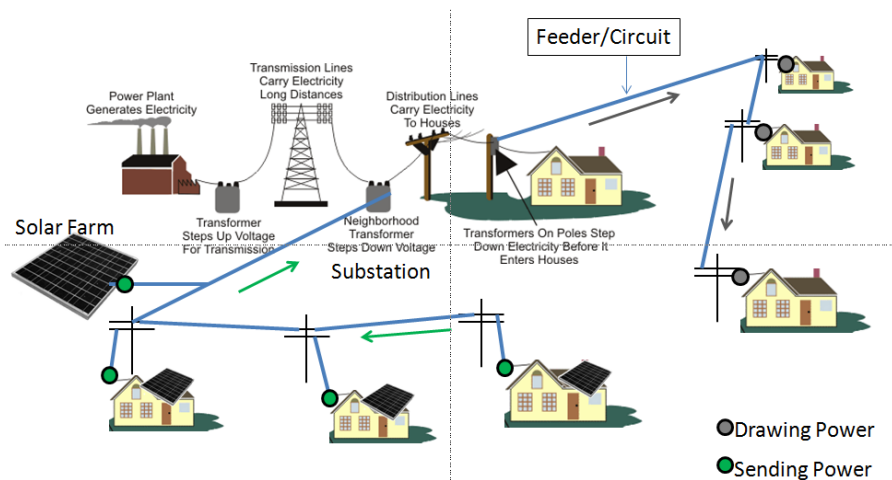 Feeder/Circuit
Transmission Lines
Carry Electricity
Long Distances
Power Plant
Generates Electricity
Distribution Lines
Carry Electricity
To Houses
Transformer
Steps Up Voltage
For Transmission
Neighborhood
Transformer
Steps Down Voltage
Transformers On Poles Step
Down Electricity Before It
Enters Houses
Solar Farm
Substation
Drawing Power
Sending Power